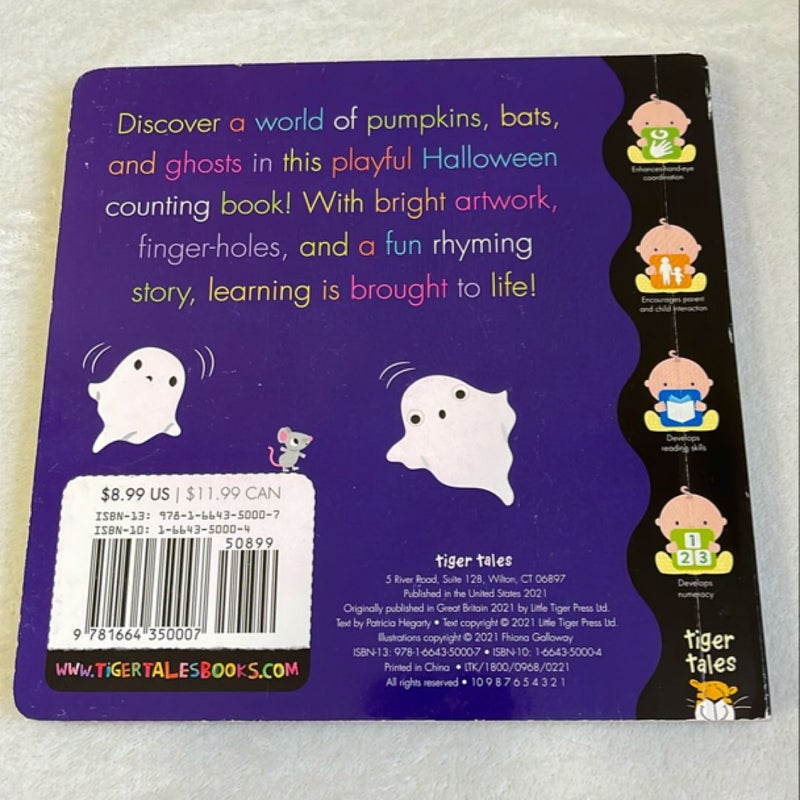 Discover a world of pumpkins, bats,
and ghosts in this playful Halloween
counting book! With bright artwork,
finger-holes, and a fun rhyming
story, learning is brought to life!
Enhances hand-eye
coordination
Encourages parent
and child interaction
Develops
reading skills
1
2 3
Develops
numeracy
$8.99 US | $11.99 CAN
ISBN-13: 978-1-6643-5000-7
ISBN-10: 1-6643-5000-4
50899
9 781664 350007
WWW.TIGERTALESBOOKS.COM
tiger tales
5 River Road, Suite 128, Wilton, CT 06897
Published in the United States 2021
Originally published in Great Britain 2021 by Little Tiger Press Ltd.
Text by Patricia Hegarty • Text copyright © 2021 Little Tiger Press Ltd.
Illustrations copyright © 2021 Fhiona Galloway
ISBN-13: 978-1-6643-5000-7 • ISBN-10: 1-6643-5000-4
Printed in China • LTK/1800/0968/0221
All rights reserved • 10 9 8 7 6 5 4 3 2 1
tiger
tales